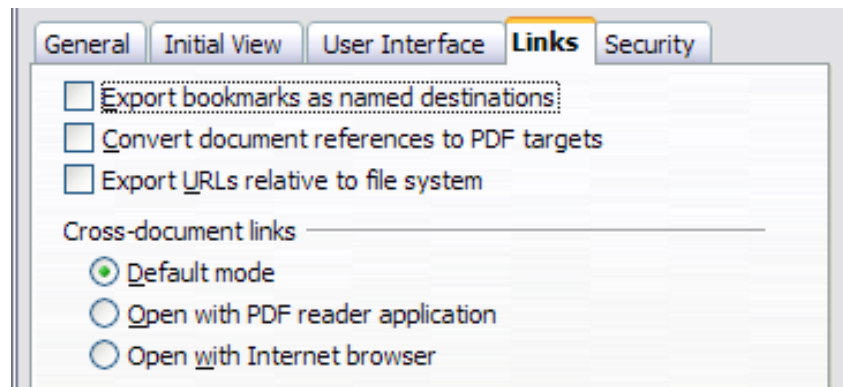 General Initial View User Interface Links Security
Export bookmarks as named destinations
Convert document references to PDF targets
Export URLs relative to file system
Cross-document links
Default mode
Open with PDF reader application
Open with Internet browser